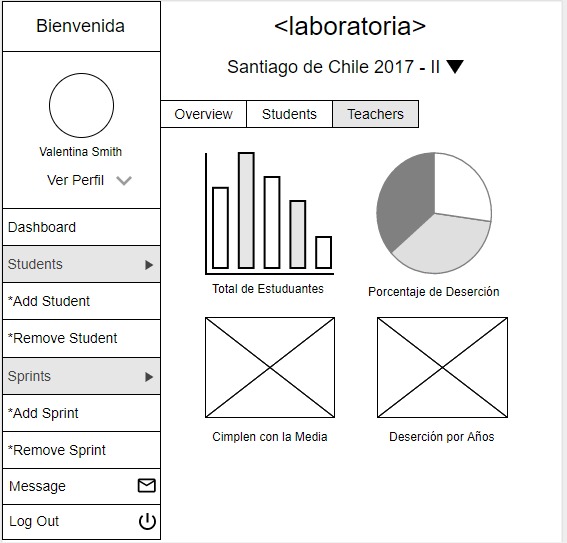 Bienvenida
Valentina Smith
Ver Perfil
Dashboard
Students
*Add Student
*Remove Student
Sprints
*Add Sprint
*Remove Sprint
Message
Log Out
<laboratoria>
Santiago de Chile 2017 - II
Overview Students Teachers
Total de Estuduantes
Porcentaje de Deserción
Cimplen con la Media
Deserción por Años